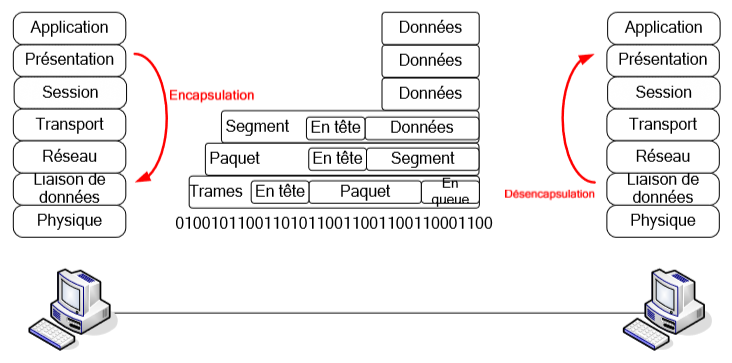 Application
Présentation
Session
Transport
Réseau
Liaison de
données
Physique
Encapsulation
Données
Données
Données
Segment En tête Données
Paquet En tête Segment
Trames En tête Paquet En
queue
010010110011010110011001100110001100
Désencapsulation
Application
Présentation
Session
Transport
Réseau
Liaison de
données
Physique